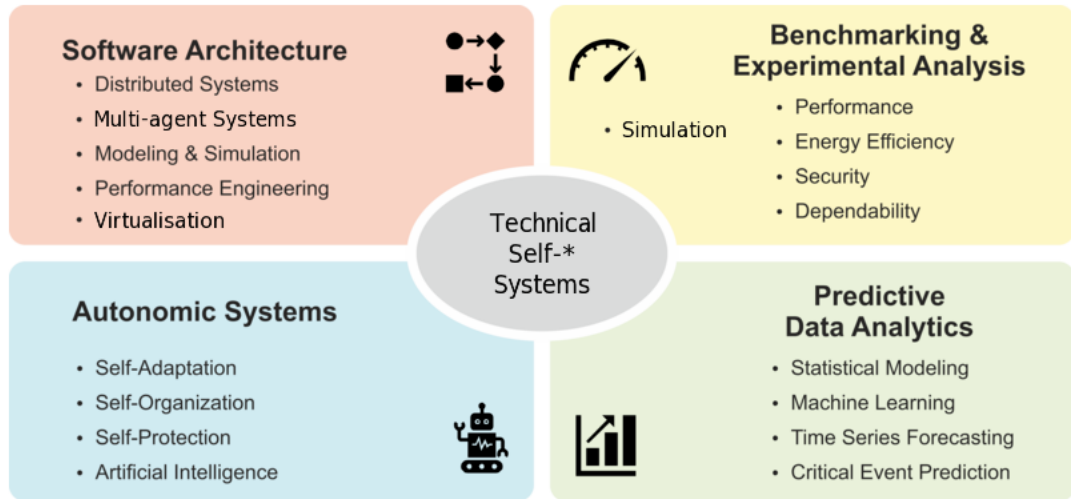 Software Architecture
• Distributed Systems
• Multi-agent Systems
• Modeling & Simulation
• Performance Engineering
• Virtualisation
Benchmarking &
Experimental Analysis
• Simulation
• Performance
• Energy Efficiency
• Security
• Dependability
Technical
Self-*
Systems
Autonomic Systems
• Self-Adaptation
• Self-Organization
• Self-Protection
• Artificial Intelligence
Predictive
Data Analytics
• Statistical Modeling
• Machine Learning
• Time Series Forecasting
• Critical Event Prediction